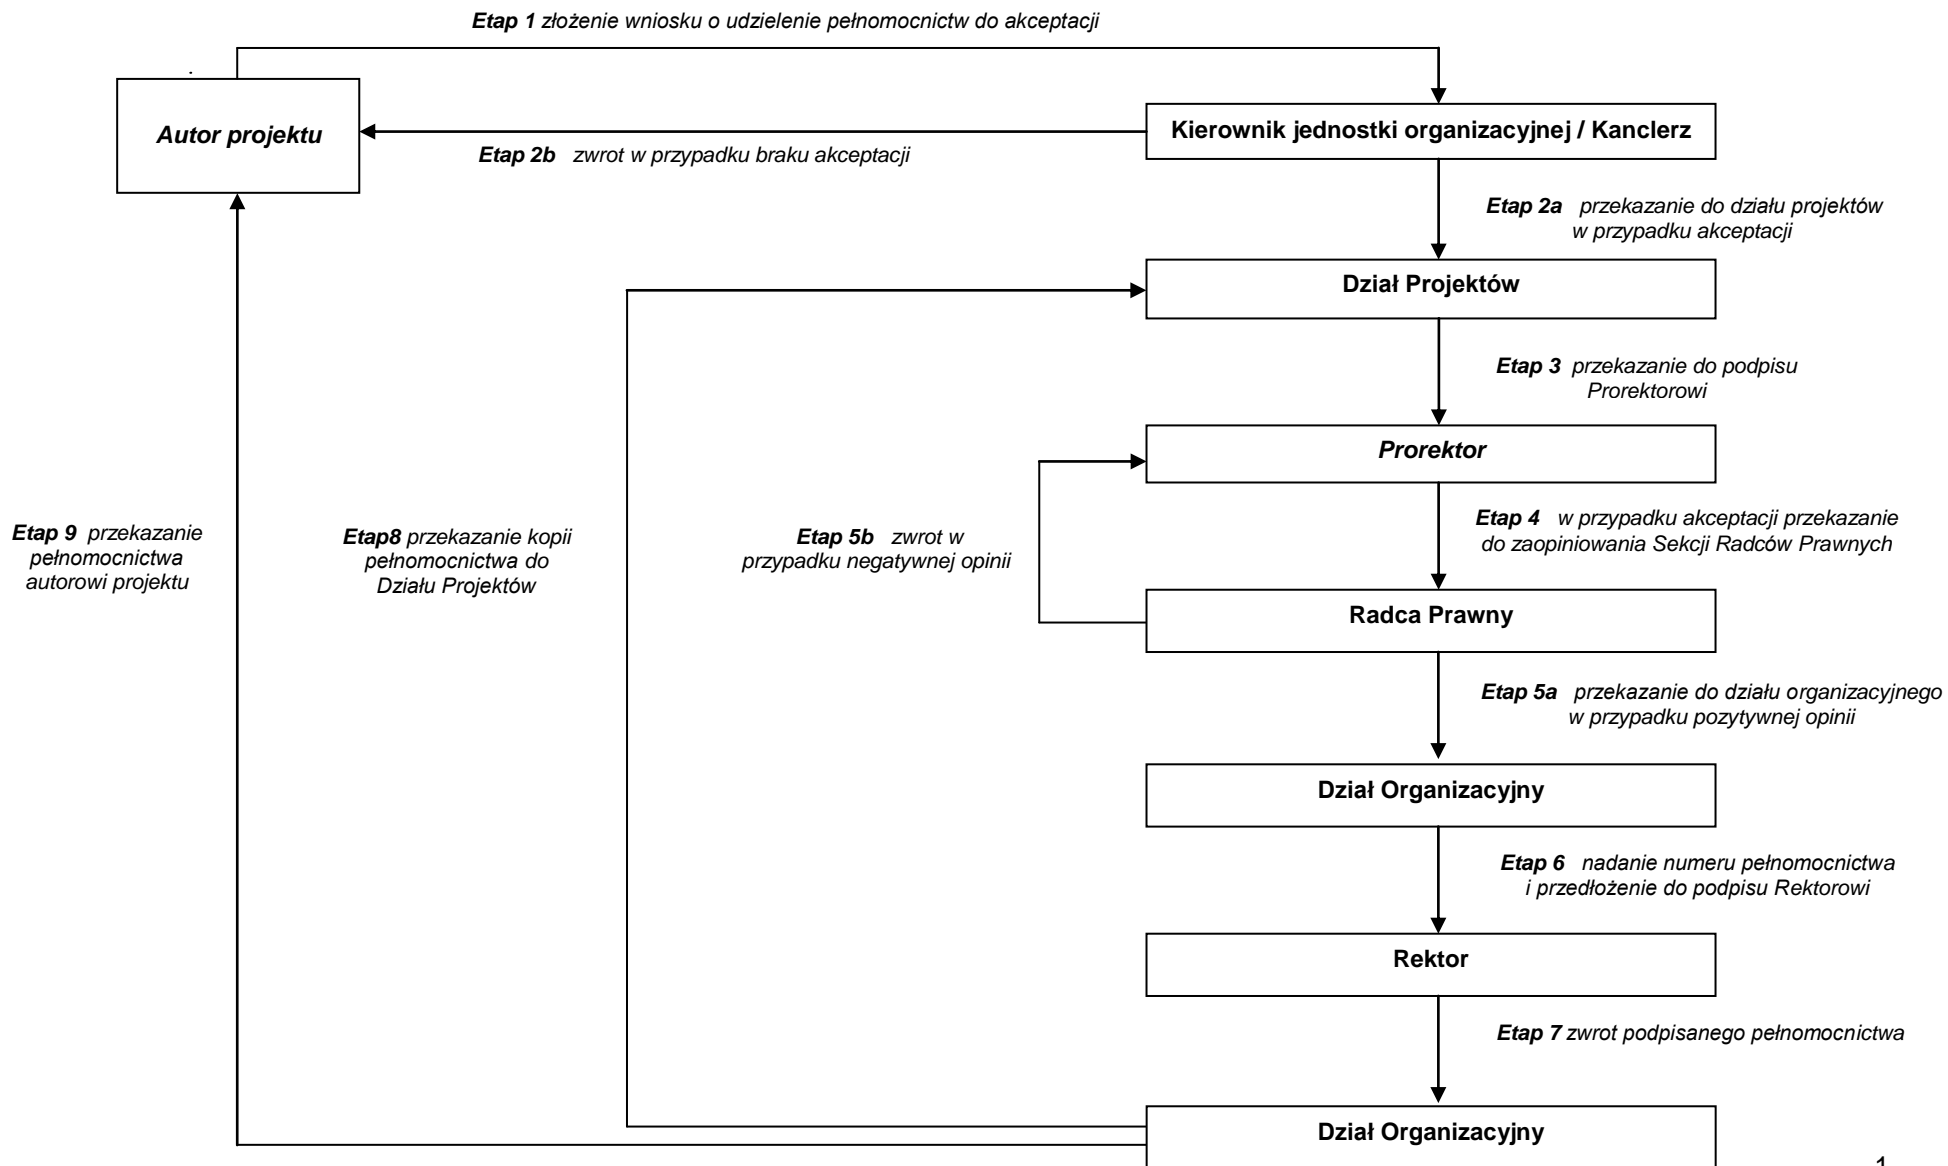 Etap 1 złożenie wniosku o udzielenie pełnomocnictw do akceptacji
.
Autor projektu
Kierownik jednostki organizacyjnej / Kanclerz
Etap 2b zwrot w przypadku braku akceptacji
Etap 2a przekazanie do działu projektów
w przypadku akceptacji
Dział Projektów
Etap 3 przekazanie do podpisu
Prorektorowi
Prorektor
Etap 9 przekazanie
pełnomocnictwa
autorowi projektu
Etap8 przekazanie kopii
pełnomocnictwa do
Działu Projektów
Etap 5b zwrot w
przypadku negatywnej opinii
Etap 4 w przypadku akceptacji przekazanie
do zaopiniowania Sekcji Radców Prawnych
Radca Prawny
Etap 5a przekazanie do działu organizacyjnego
w przypadku pozytywnej opinii
Dział Organizacyjny
Etap 6 nadanie numeru pełnomocnictwa
i przedłożenie do podpisu Rektorowi
Rektor
Etap 7 zwrot podpisanego pełnomocnictwa
Dział Organizacyjny
1